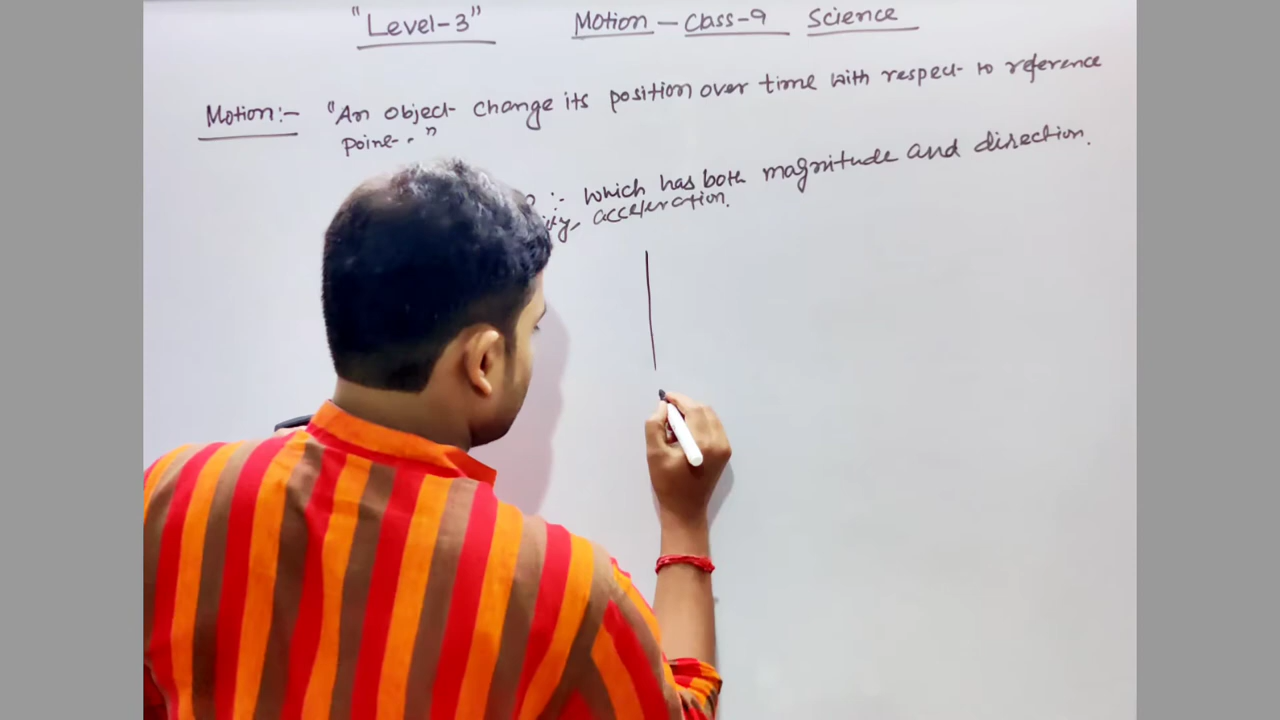 "Level-3" Motion - Class-9 Science
Motion:- "An object change its position over time with respect to reference
point."
:- which has both magnitude and direction.
acceleration.